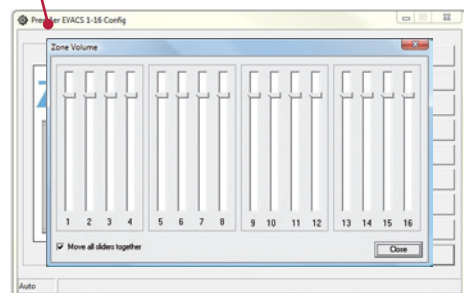 EVACS 1-16 Config
Zone Volume
1 2 3 4 5 6 7 8 9 10 11 12 13 14 15 16
Move all sliders together
Close
Auto